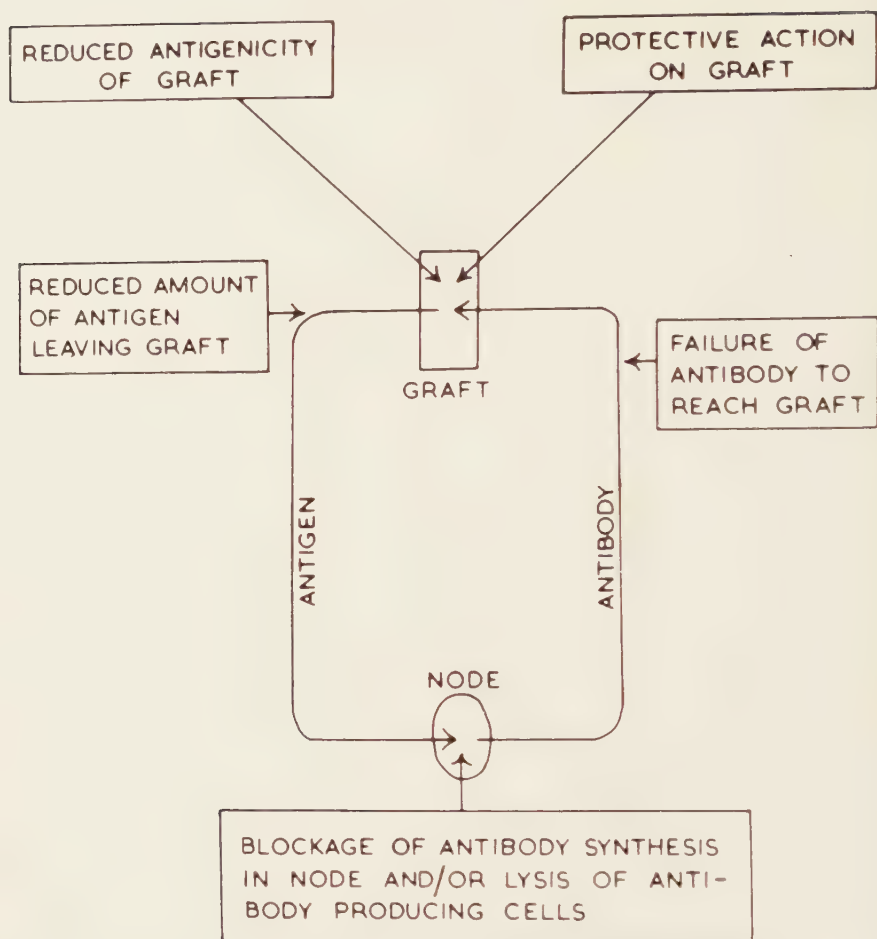 REDUCED ANTIGENICITY
OF GRAFT
PROTECTIVE ACTION
ON GRAFT
REDUCED AMOUNT
OF ANTIGEN
LEAVING GRAFT
GRAFT
FAILURE OF
ANTIBODY TO
REACH GRAFT
ANTIGEN
ANTIBODY
NODE
BLOCKAGE OF ANTIBODY SYNTHESIS
IN NODE AND/OR LYSIS OF ANTI-
BODY PRODUCING CELLS